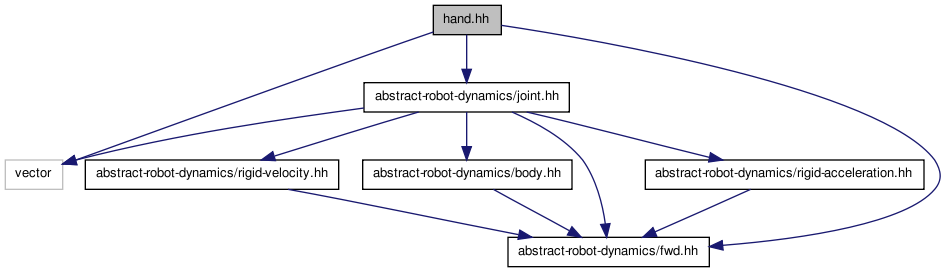 hand.hh
abstract-robot-dynamics/joint.hh
vector
abstract-robot-dynamics/rigid-velocity.hh
abstract-robot-dynamics/body.hh
abstract-robot-dynamics/rigid-acceleration.hh
abstract-robot-dynamics/fwd.hh